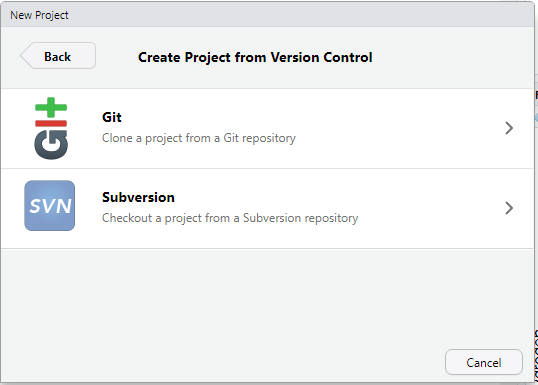 New Project
Back
Create Project from Version Control
git
Git
Clone a project from a Git repository
SVN
Subversion
Checkout a project from a Subversion repository
Cancel